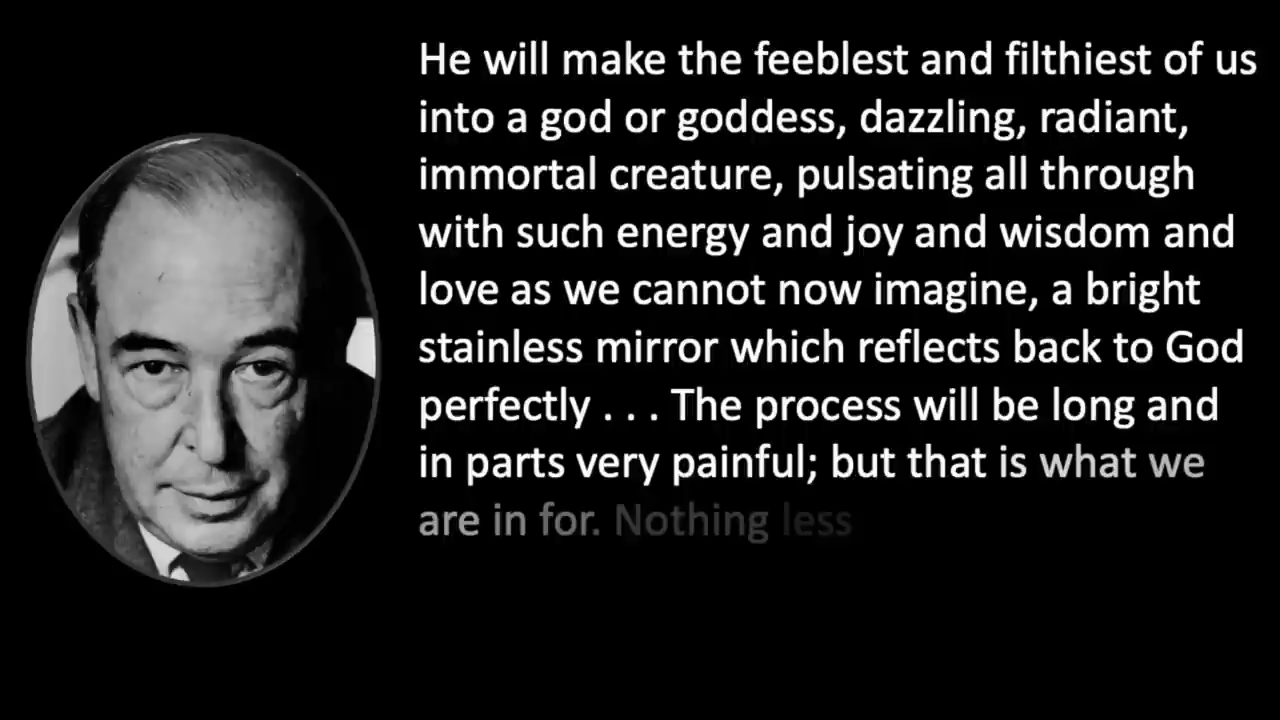 He will make the feeblest and filthiest of us
into a god or goddess, dazzling, radiant,
immortal creature, pulsating all through
with such energy and joy and wisdom and
love as we cannot now imagine, a bright
stainless mirror which reflects back to God
perfectly . . . The process will be long and
in parts very painful; but that is what we
are in for. Nothing less